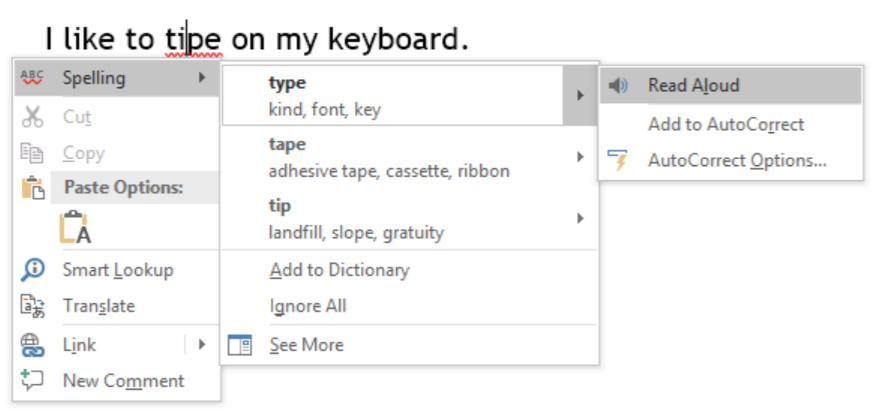 I like to tipe on my keyboard.
ABC Spelling
Cut
Copy
Paste Options:
A
Smart Lookup
Translate
Link
New Comment
type
kind, font, key
tape
adhesive tape, cassette, ribbon
tip
landfill, slope, gratuity
Add to Dictionary
Ignore All
See More
Read Aloud
Add to AutoCorrect
AutoCorrect Options...